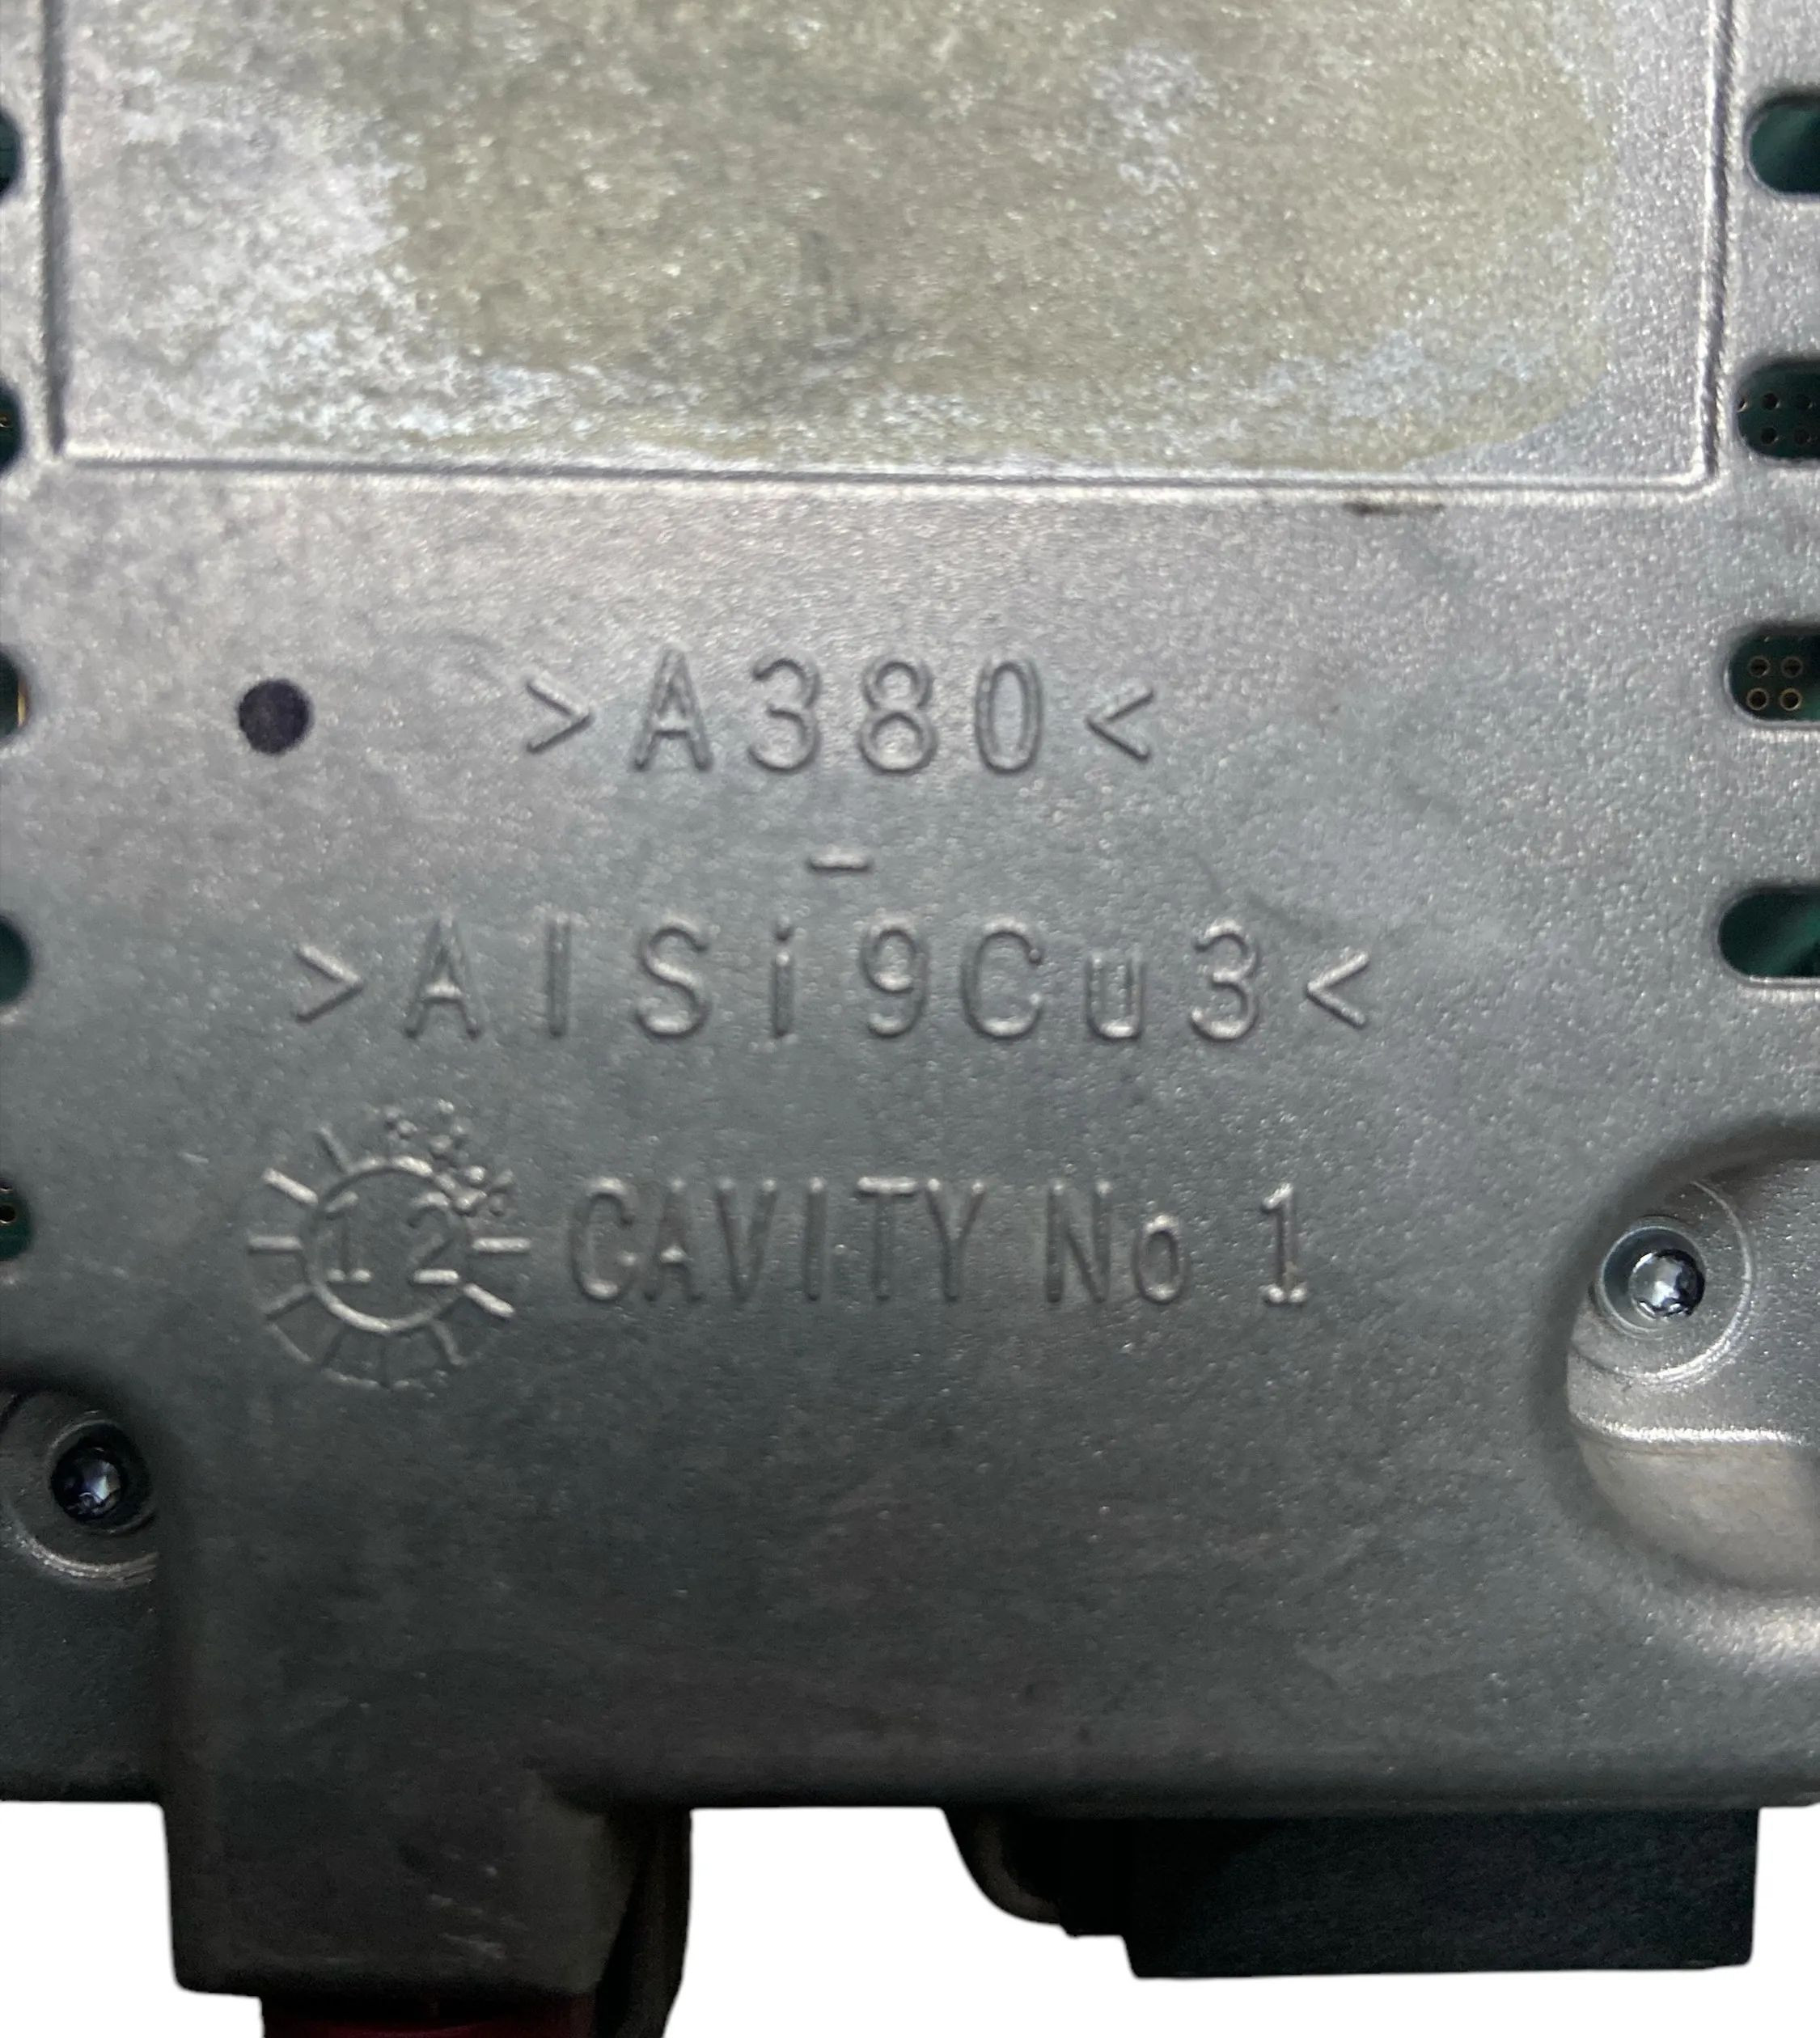 >A380<
-
>AlSi9Cu3<
12 CAVITY No 1